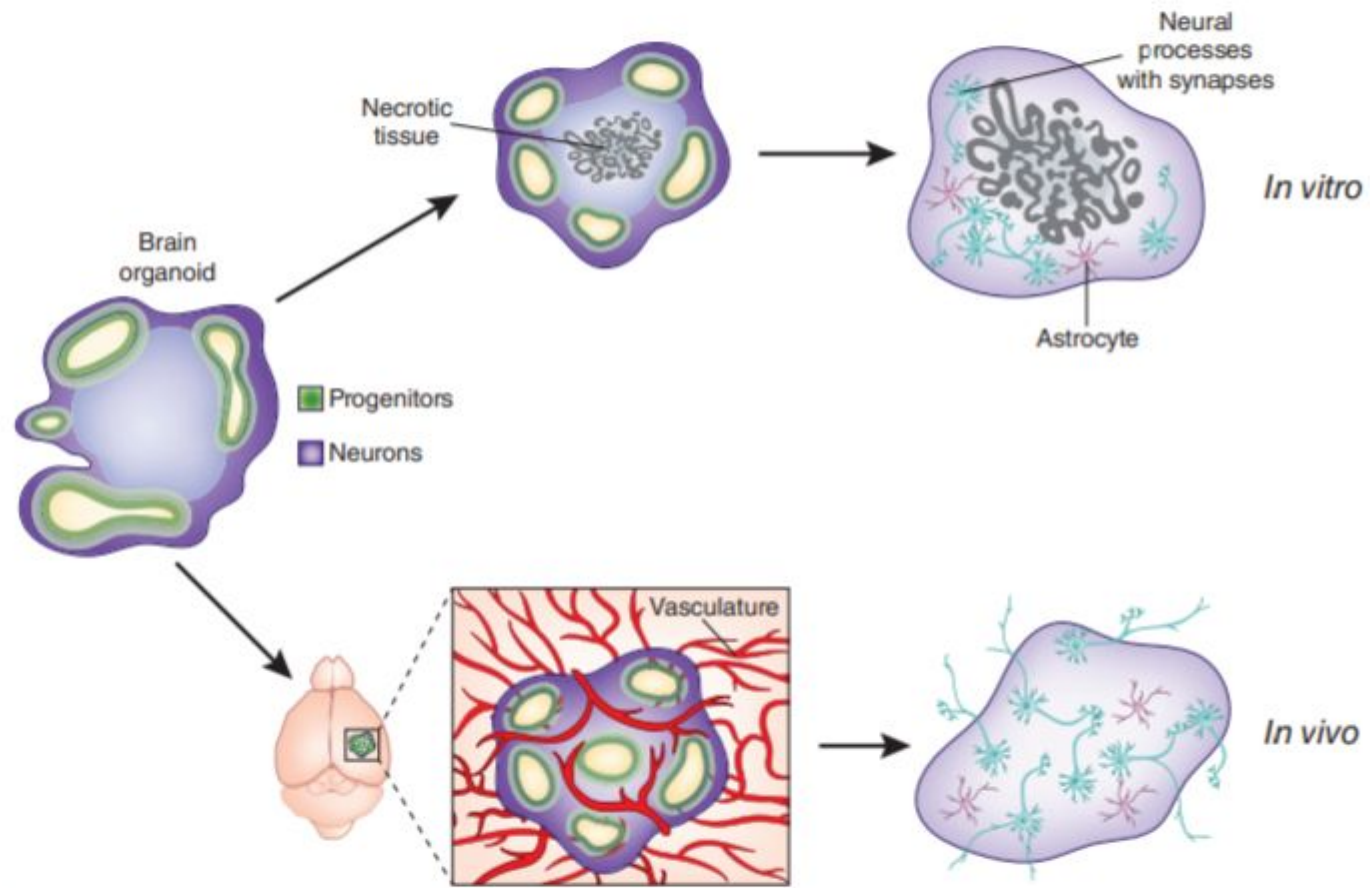 Neural
processes
with synapses
Necrotic
tissue
In vitro
Astrocyte
Brain
organoid
Progenitors
Neurons
Vasculature
In vivo